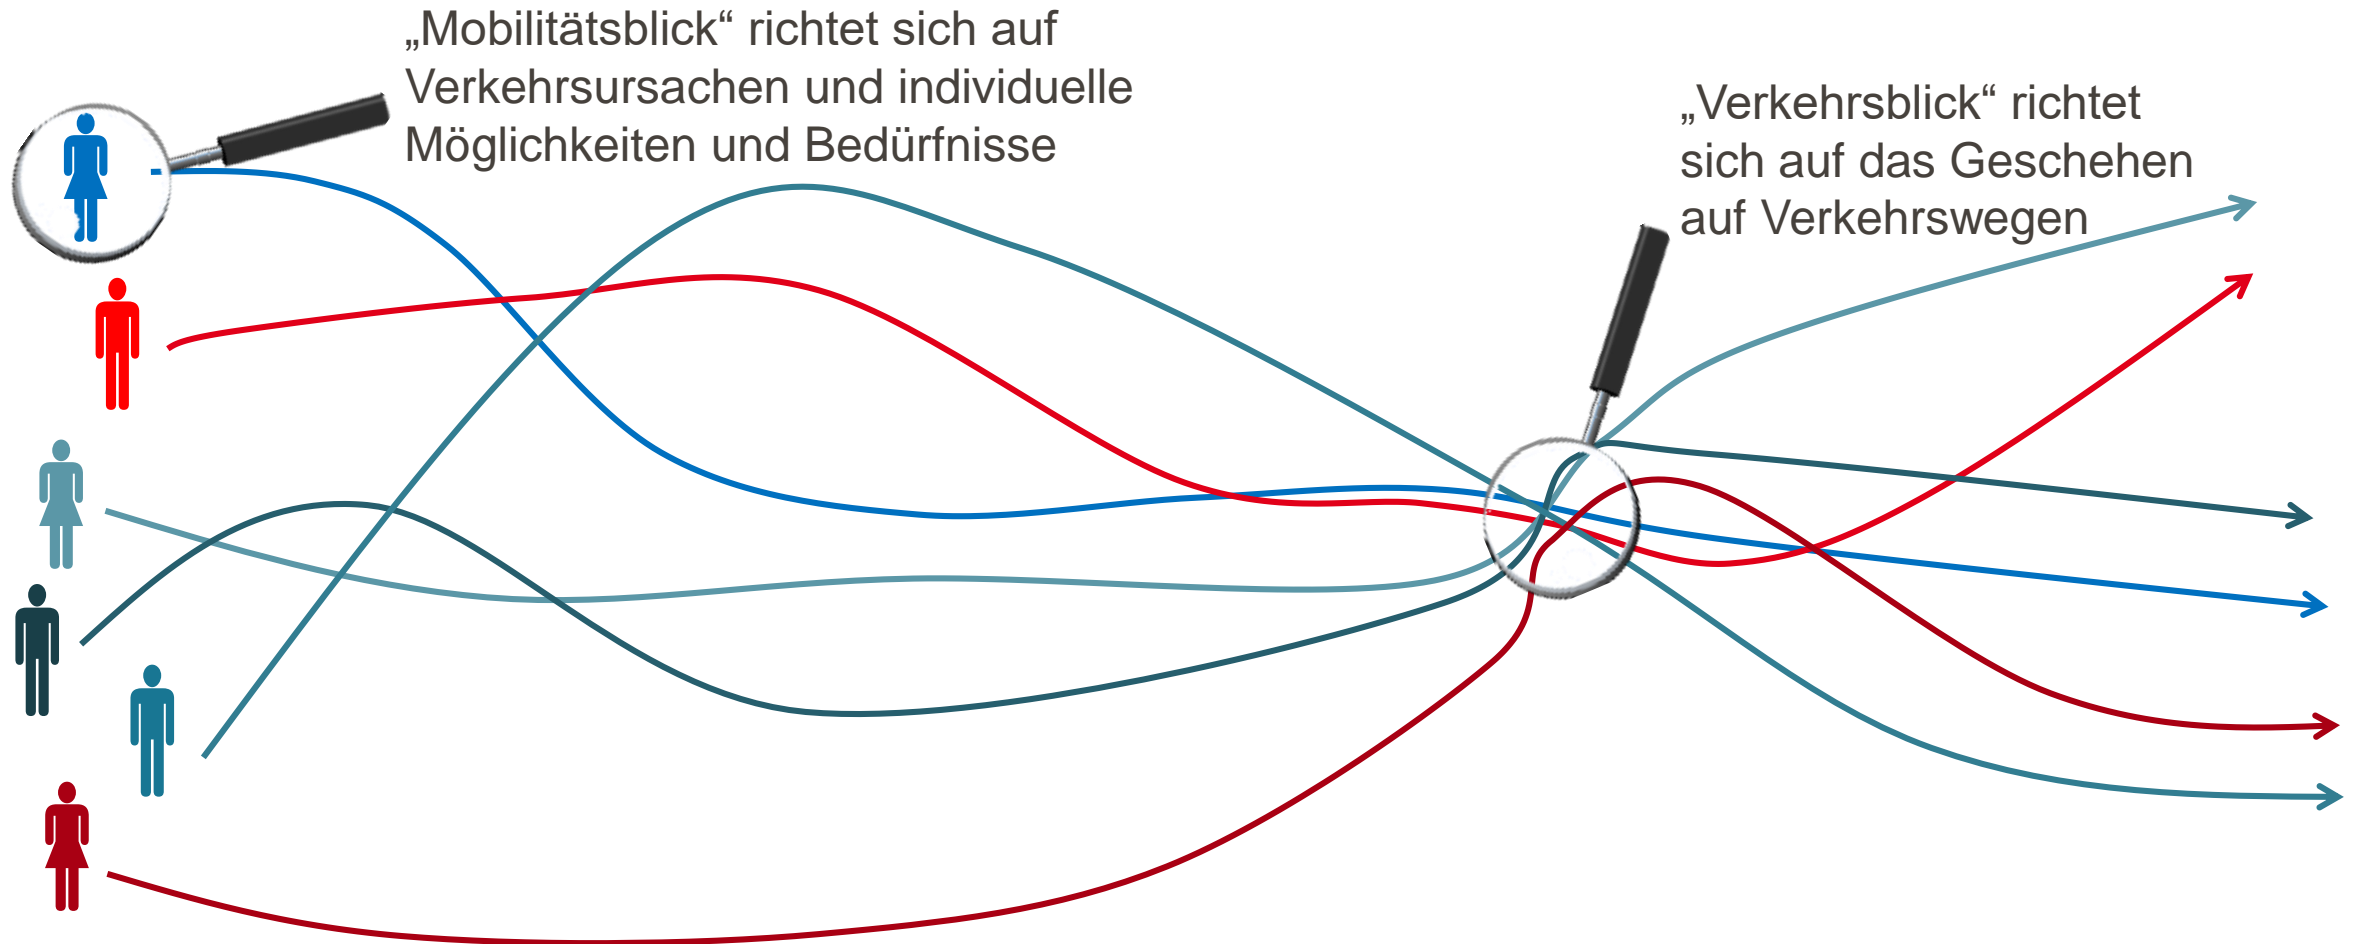 „Mobilitätsblick“ richtet sich auf
Verkehrsursachen und individuelle
Möglichkeiten und Bedürfnisse
„Verkehrsblick“ richtet
sich auf das Geschehen
auf Verkehrswegen